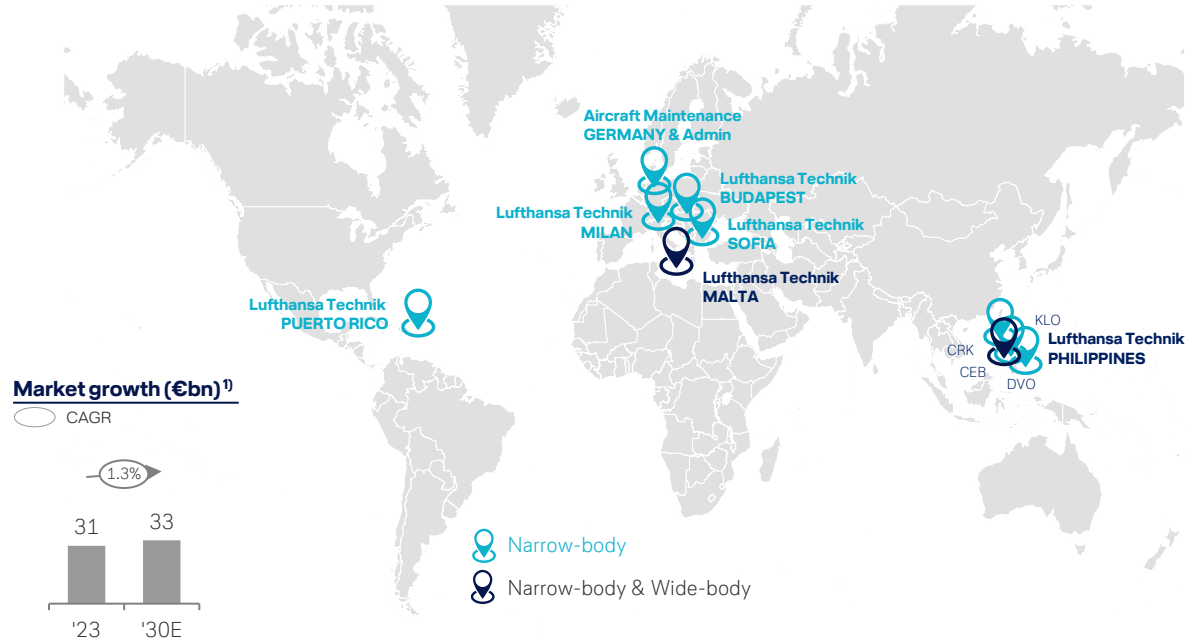 Aircraft Maintenance
GERMANY & Admin
Lufthansa Technik
BUDAPEST
Lufthansa Technik
MILAN
Lufthansa Technik
SOFIA
Lufthansa Technik
MALTA
Lufthansa Technik
PUERTO RICO
KLO
Lufthansa Technik
PHILIPPINES
CRK
CEB
DVO
Market growth (€bn) 1)
CAGR
1.3%
31
33
'23
'30E
Narrow-body
Narrow-body & Wide-body